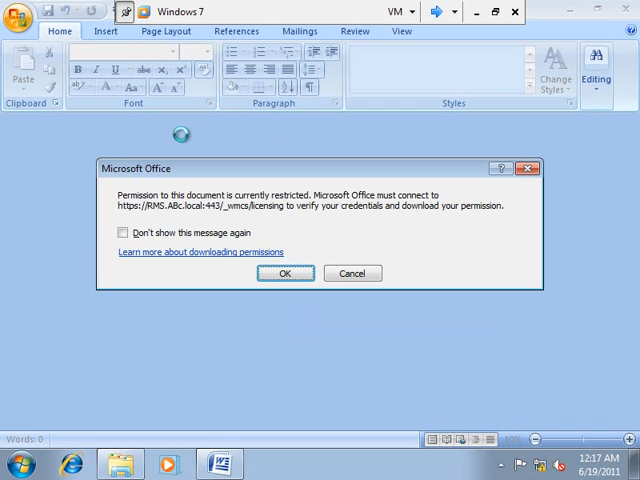 Windows 7
VM
Home Insert Page Layout References Mailings Review View
Paste
Change Styles
Editing
Clipboard Font Paragraph Styles
Microsoft Office
Permission to this document is currently restricted. Microsoft Office must connect to
https://RMS.ABc.local:443/_wmcs/licensing to verify your credentials and download your permission.
Don't show this message again
Learn more about downloading permissions
OK Cancel
Words: 0
12:17 AM
6/19/2011